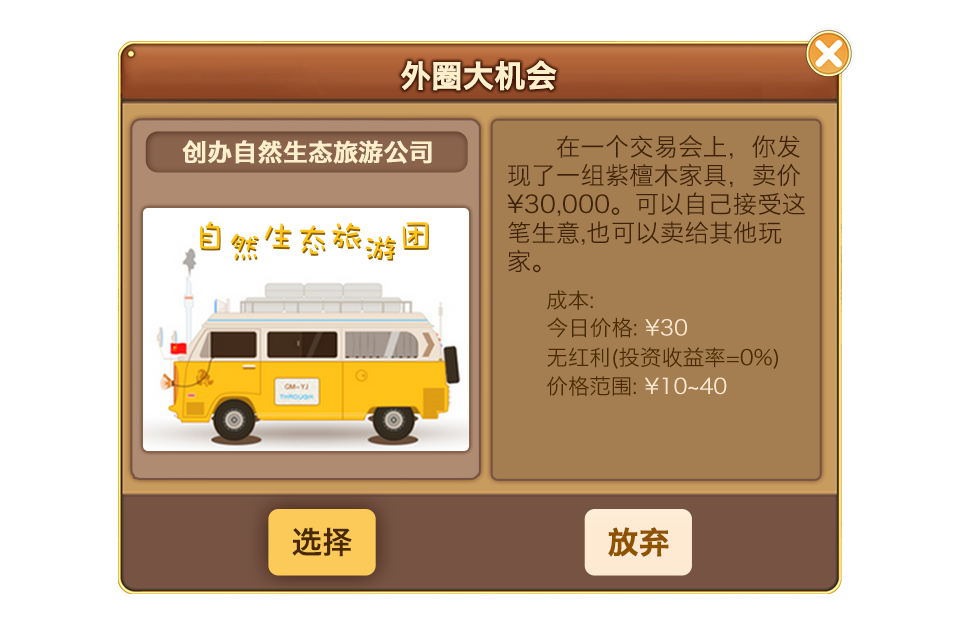 外圈大机会
创办自然生态旅游公司
自然生态旅游团
GM-YJ
THROUGH
在一个交易会上，你发
现了一组紫檀木家具，卖价
¥30,000。可以自己接受这
笔生意,也可以卖给其他玩
家。
成本:
今日价格: ¥30
无红利(投资收益率=0%)
价格范围: ¥10~40
选择
放弃